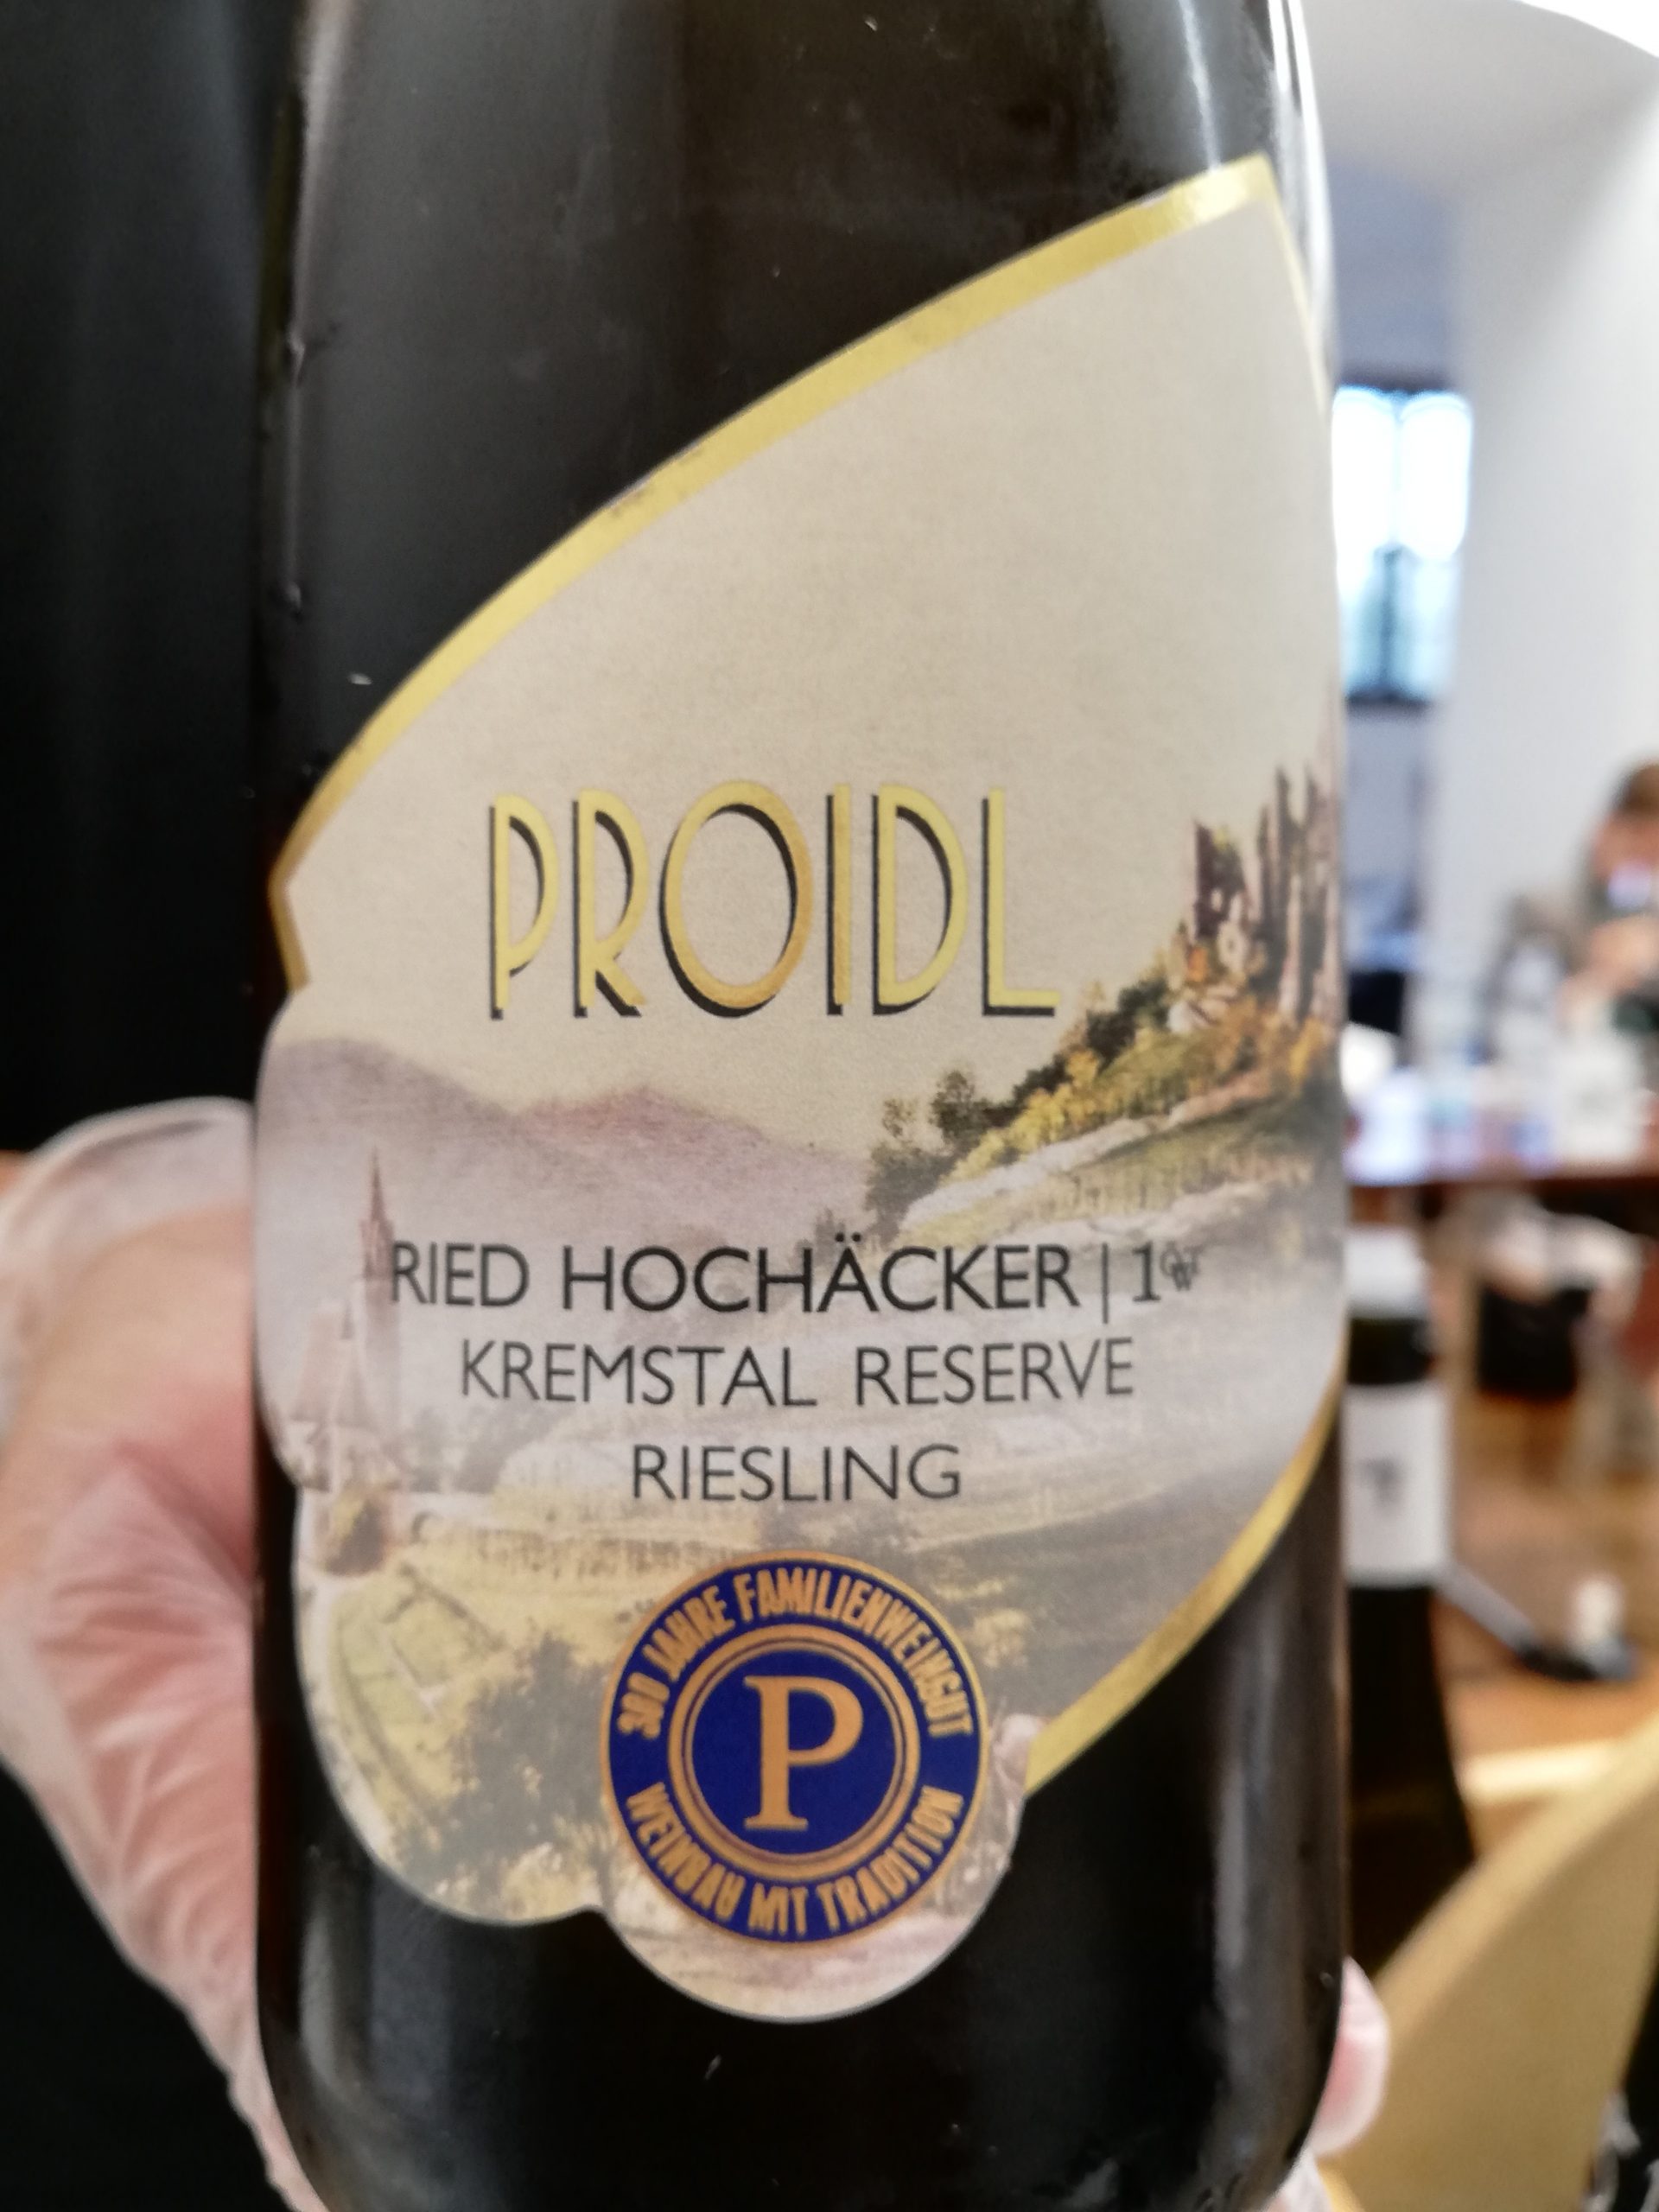 PROIDL
RIED HOCHÄCKER | 1ÖTW
KREMSTAL RESERVE
RIESLING
300 JAHRE FAMILIENWEINGUT
P
WEINBAU MIT TRADITION